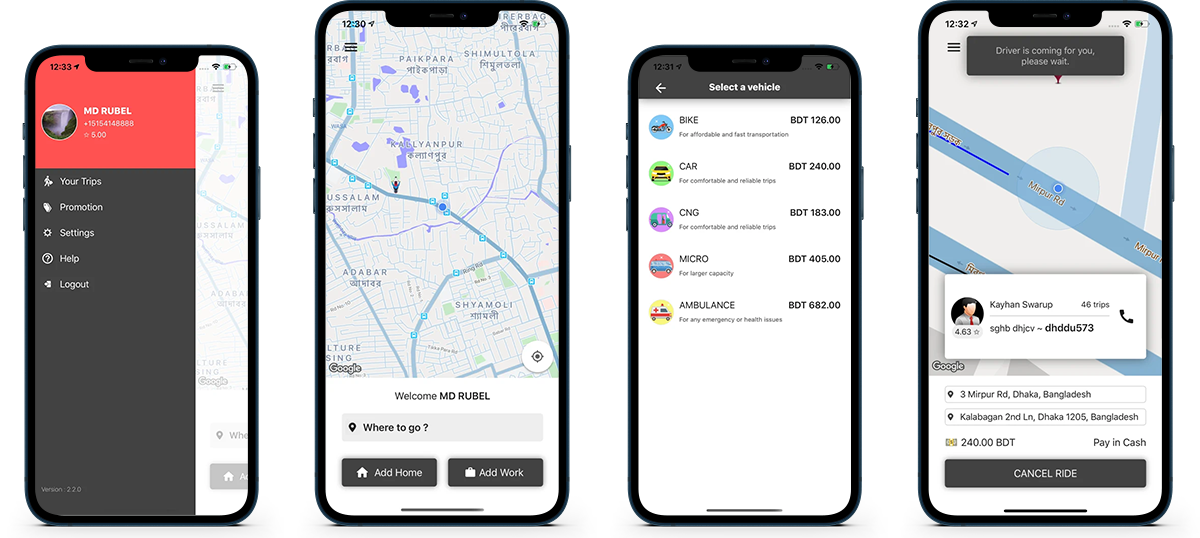 12:33
MD RUBEL
+15154148888
☆ 5.00
Your Trips
Promotion
Settings
Help
Logout
Version : 2.2.0
Google
Whe
12:30
PAIKPARA
পাইকপাড়া
SHIMULTOLA
শিমুলতলা
KALLYANPUR
কল্যাণপুর
ADABAR
আদাবর
Ring Rd
SHYAMOLI
শ্যামলী
Google
Welcome MD RUBEL
Where to go ?
Add Home
Add Work
12:31
Select a vehicle
BIKE
BDT 126.00
For affordable and fast transportation
CAR
BDT 240.00
For comfortable and reliable trips
CNG
BDT 183.00
For comfortable and reliable trips
MICRO
BDT 405.00
For larger capacity
AMBULANCE
BDT 682.00
For any emergency or health issues
12:32
Driver is coming for you,
please wait.
Mirpur Rd
Mirpur
Kayhan Swarup
46 trips
4.63 ☆
sghb dhjcv ~ dhddu573
Google
3 Mirpur Rd, Dhaka, Bangladesh
Kalabagan 2nd Ln, Dhaka 1205, Bangladesh
240.00 BDT
Pay in Cash
CANCEL RIDE